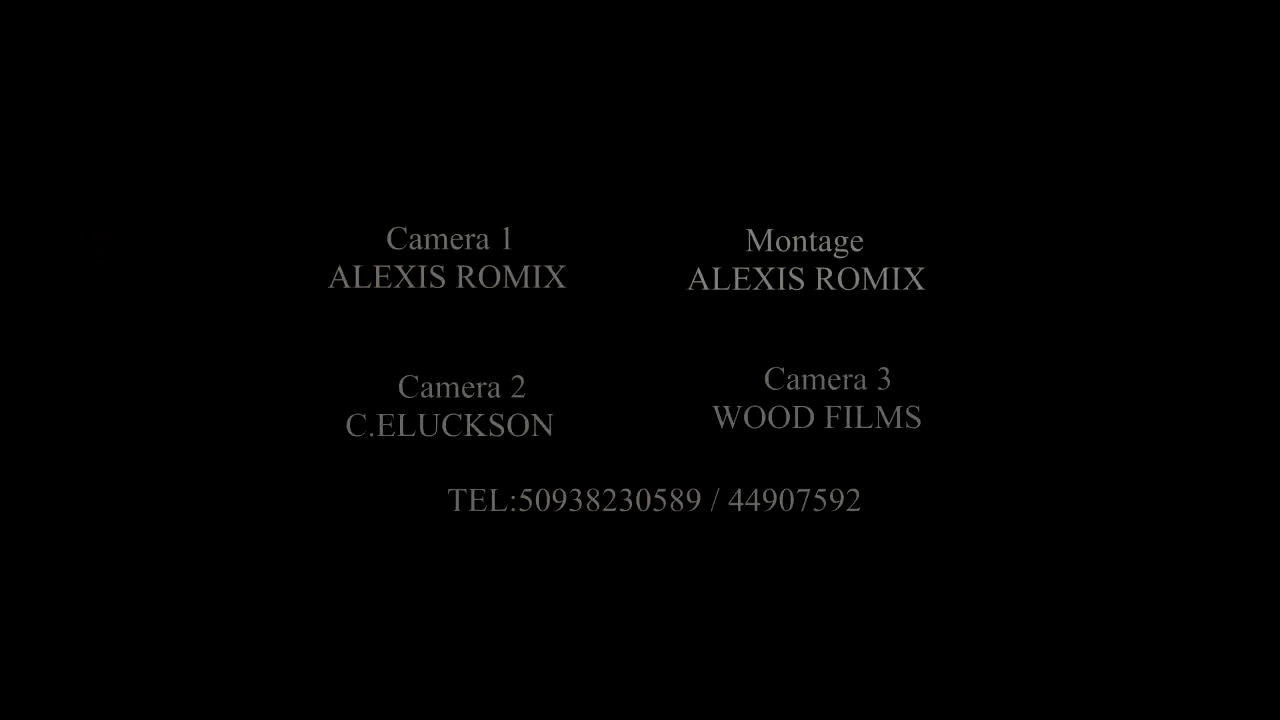 Camera 1
ALEXIS ROMIX
Montage
ALEXIS ROMIX
Camera 2
C.ELUCKSON
Camera 3
WOOD FILMS
TEL:50938230589 / 44907592